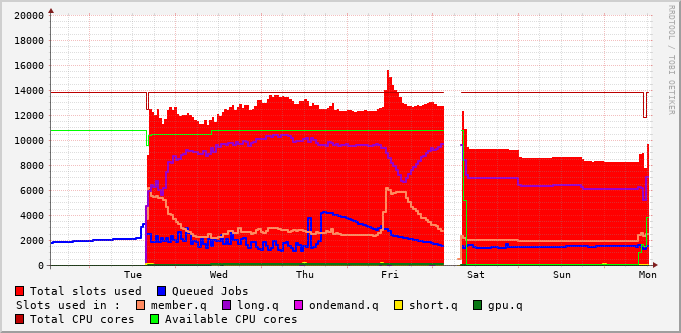 20000
18000
16000
14000
12000
10000
8000
6000
4000
2000
0
Tue Wed Thu Fri Sat Sun Mon
RRDTOOL / TOBI OETIKER
Total slots used Queued Jobs
Slots used in : member.q long.q ondemand.q short.q gpu.q
Total CPU cores Available CPU cores